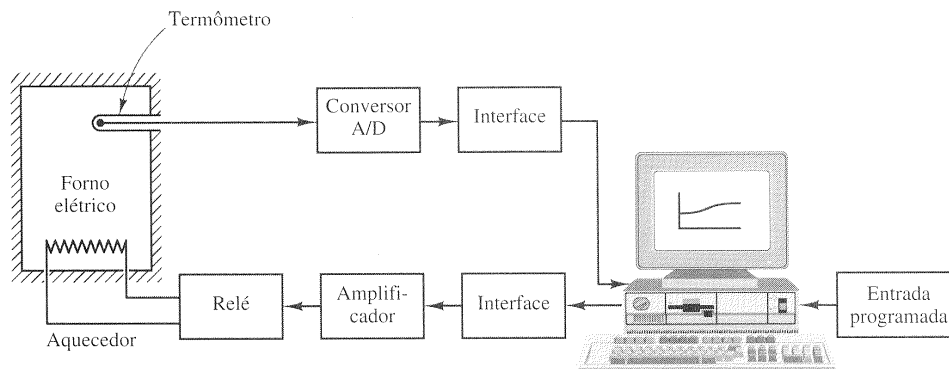 Termômetro
Conversor
A/D
Interface
Forno
elétrico
Relé
Amplifi-
cador
Interface
Entrada
programada
Aquecedor